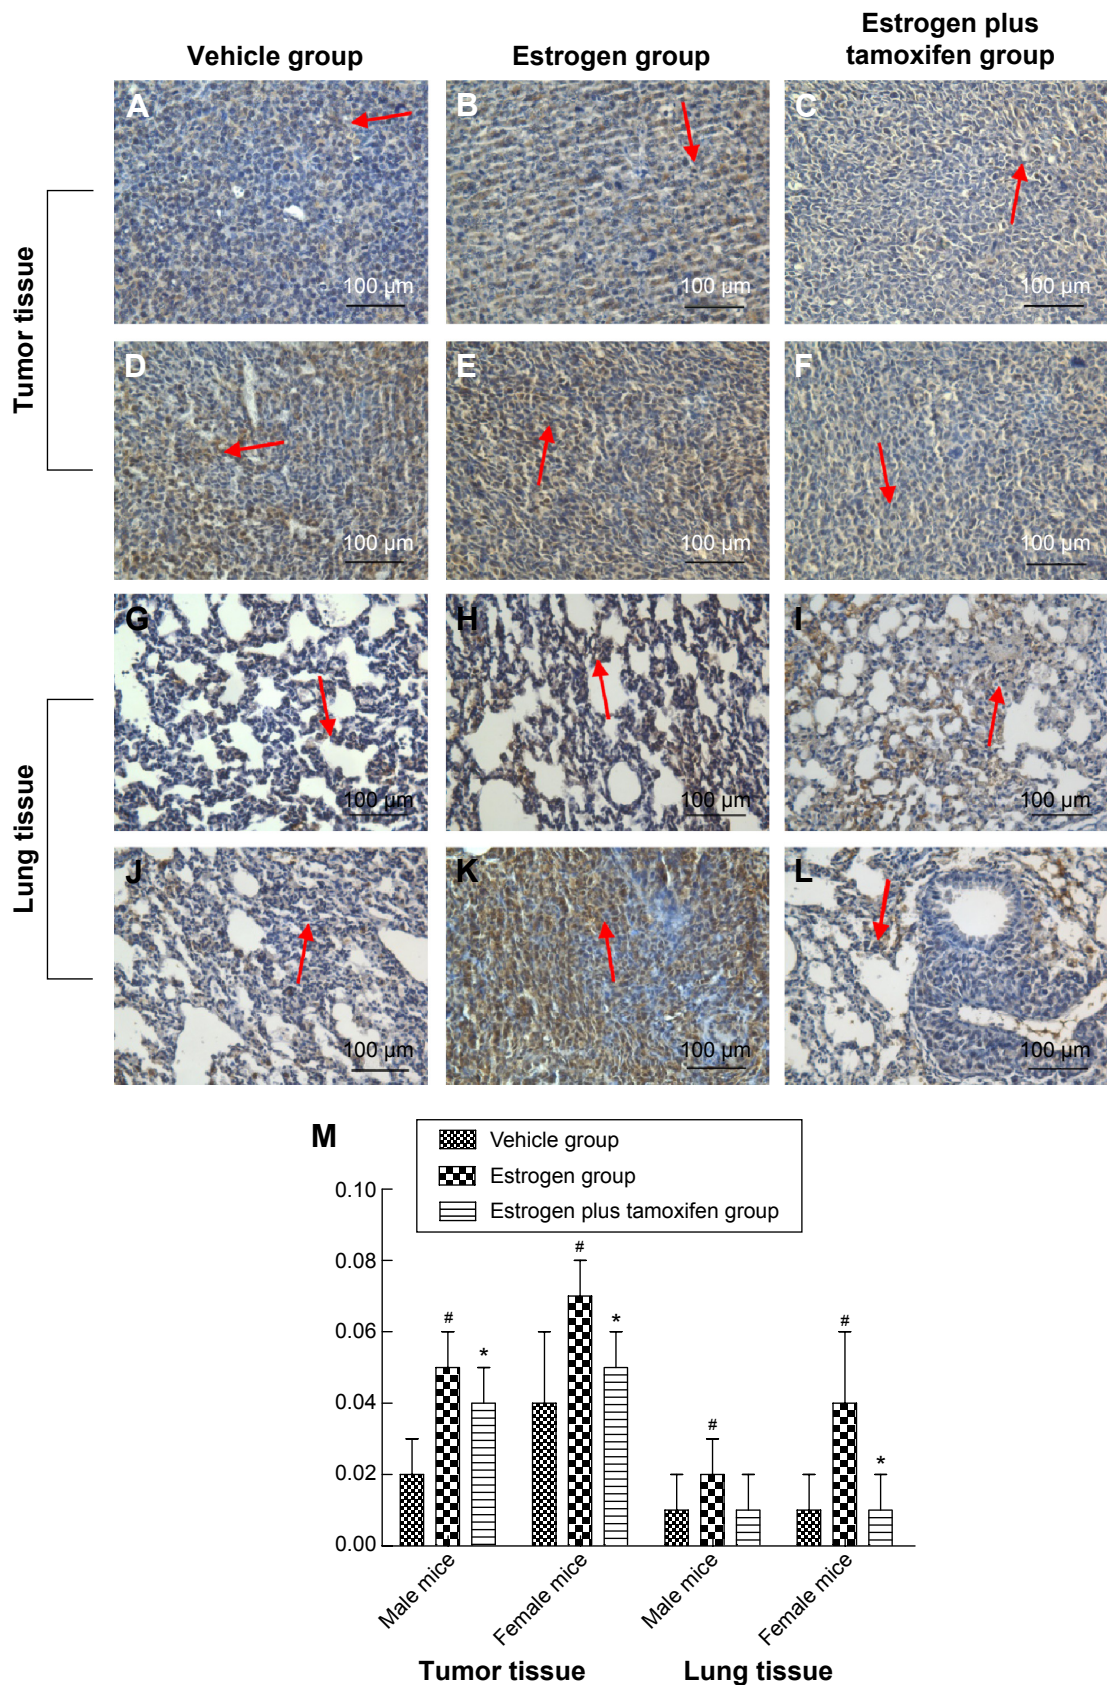 Vehicle group
Estrogen group
Estrogen plus
tamoxifen group
Tumor tissue
A
100 µm
B
100 µm
C
100 µm
D
100 µm
E
100 µm
F
100 µm
Lung tissue
G
100 µm
H
100 µm
I
100 µm
J
100 µm
K
100 µm
L
100 µm
M
Vehicle group
Estrogen group
Estrogen plus tamoxifen group
0.10
0.08
0.06
0.04
0.02
0.00
#
*
#
*
#
#
*
Male mice
Female mice
Male mice
Female mice
Tumor tissue
Lung tissue